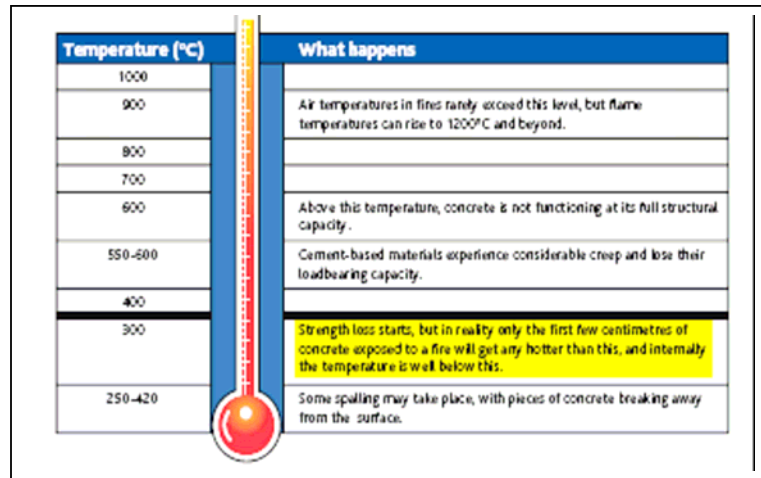 Temperature (°C) What happens
1000
900 Air temperatures in fires rarely exceed this level, but flame
temperatures can rise to 1200°C and beyond.
800
700
600 Above this temperature, concrete is not functioning at its full structural
capacity.
550-600 Cement-based materials experience considerable creep and lose their
loadbearing capacity.
400
300 Strength loss starts, but in reality only the first few centimetres of
concrete exposed to a fire will get any hotter than this, and internally
the temperature is well below this.
250-420 Some spalling may take place, with pieces of concrete breaking away
from the surface.